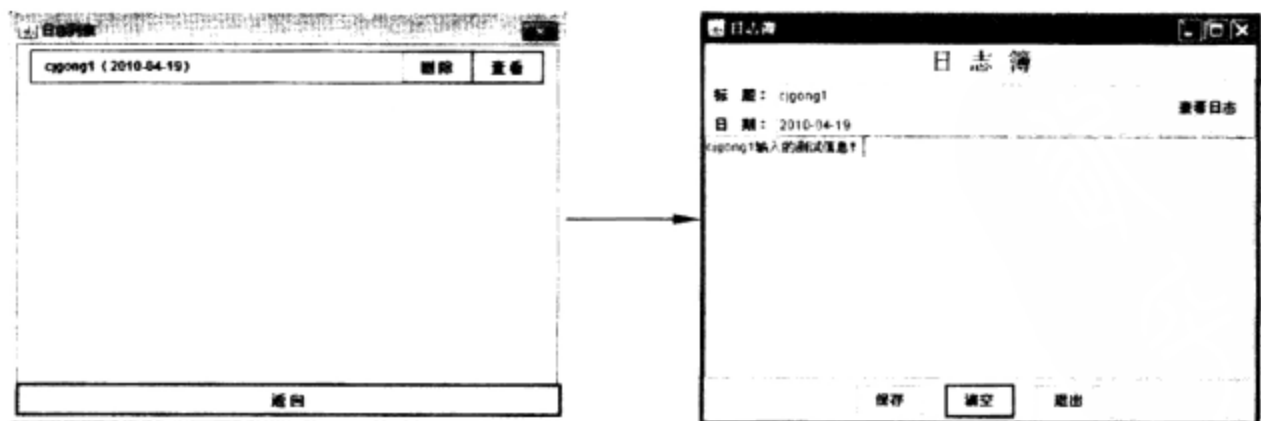 日志列表
cjgong1（2010-04-19） 删除 查看
返回
日志簿
日 志 簿
标 题： cjgong1
查看日志
日 期： 2010-04-19
cjgong1输入的测试信息！
保存 清空 退出